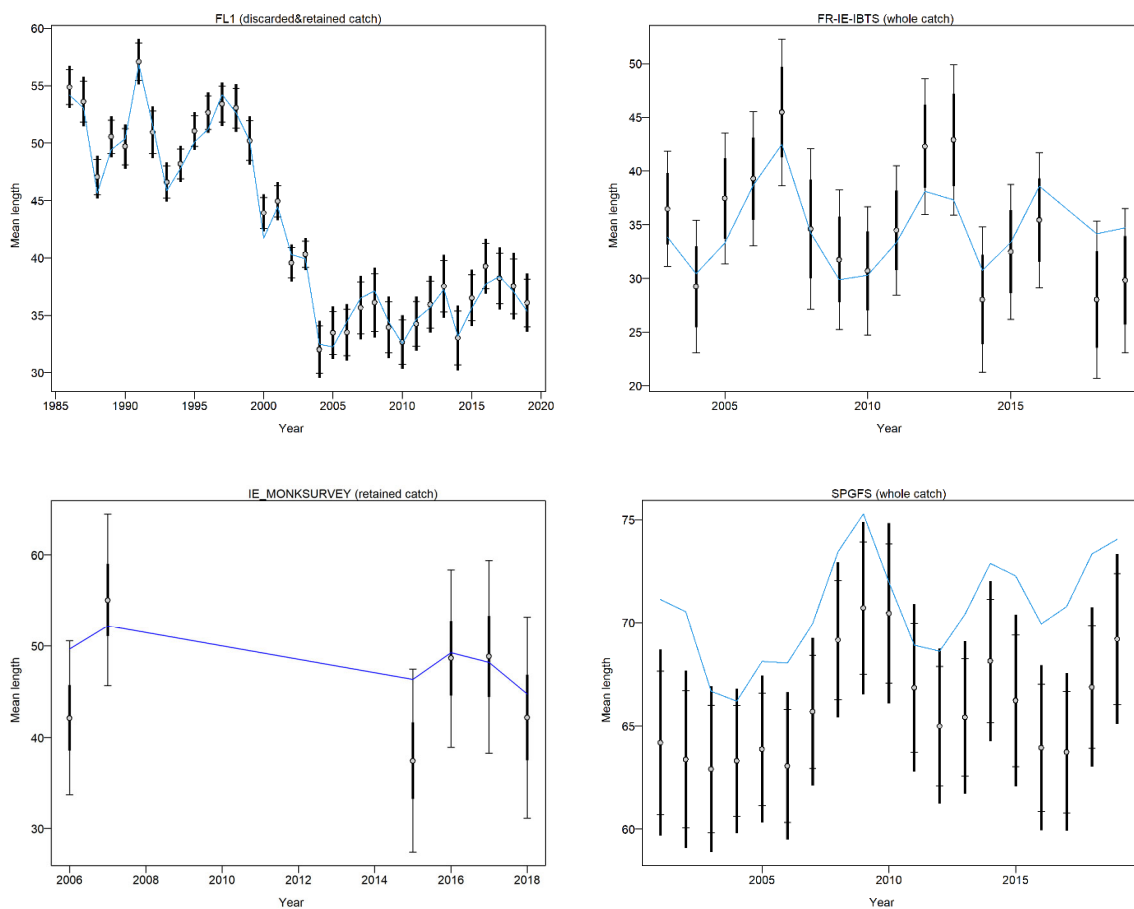 FL1 (discarded&retained catch)
60
55
50
45
40
35
30
Mean length
1985 1990 1995 2000 2005 2010 2015 2020
Year
FR-IE-IBTS (whole catch)
50
45
40
35
30
25
20
Mean length
2005 2010 2015
Year
IE_MONKSURVEY (retained catch)
60
50
40
30
Mean length
2006 2008 2010 2012 2014 2016 2018
Year
SPGFS (whole catch)
75
70
65
60
Mean length
2005 2010 2015
Year